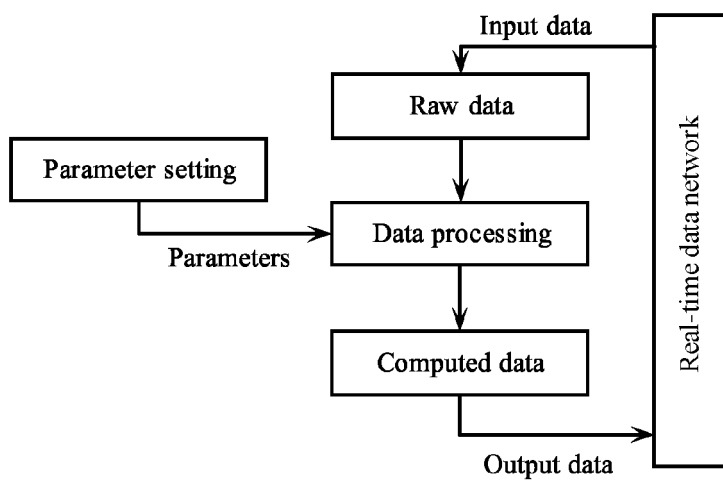 Input data
Raw data
Parameter setting
Data processing
Parameters
Real-time data network
Computed data
Output data